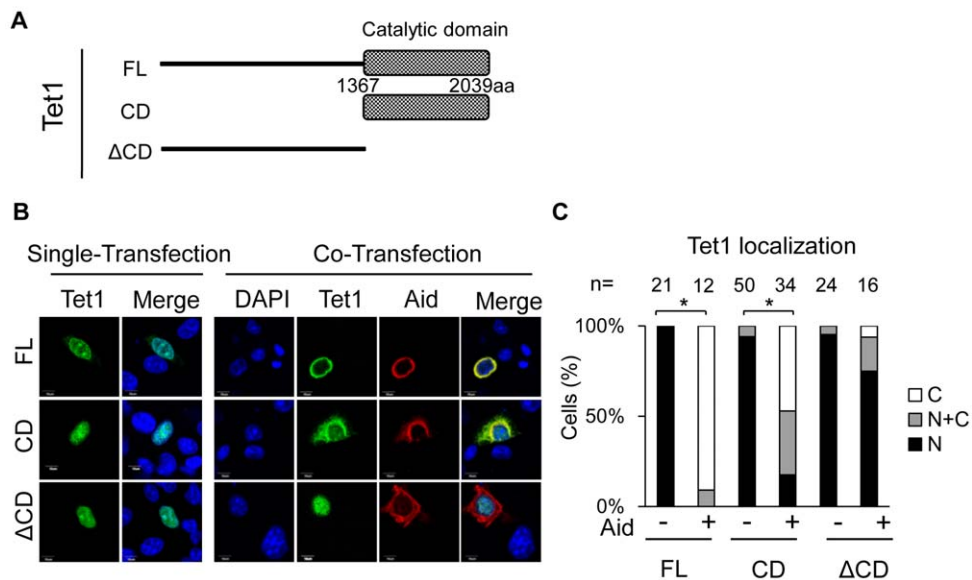 A
Catalytic domain
Tet1
FL
1367 2039aa
CD
ΔCD
B
Single-Transfection Co-Transfection
Tet1 Merge DAPI Tet1 Aid Merge
FL
CD
ΔCD
C
Tet1 localization
n= 21 12 50 34 24 16
* *
100%
50%
0%
Cells (%)
C
N+C
N
Aid - + - + - +
FL CD ΔCD